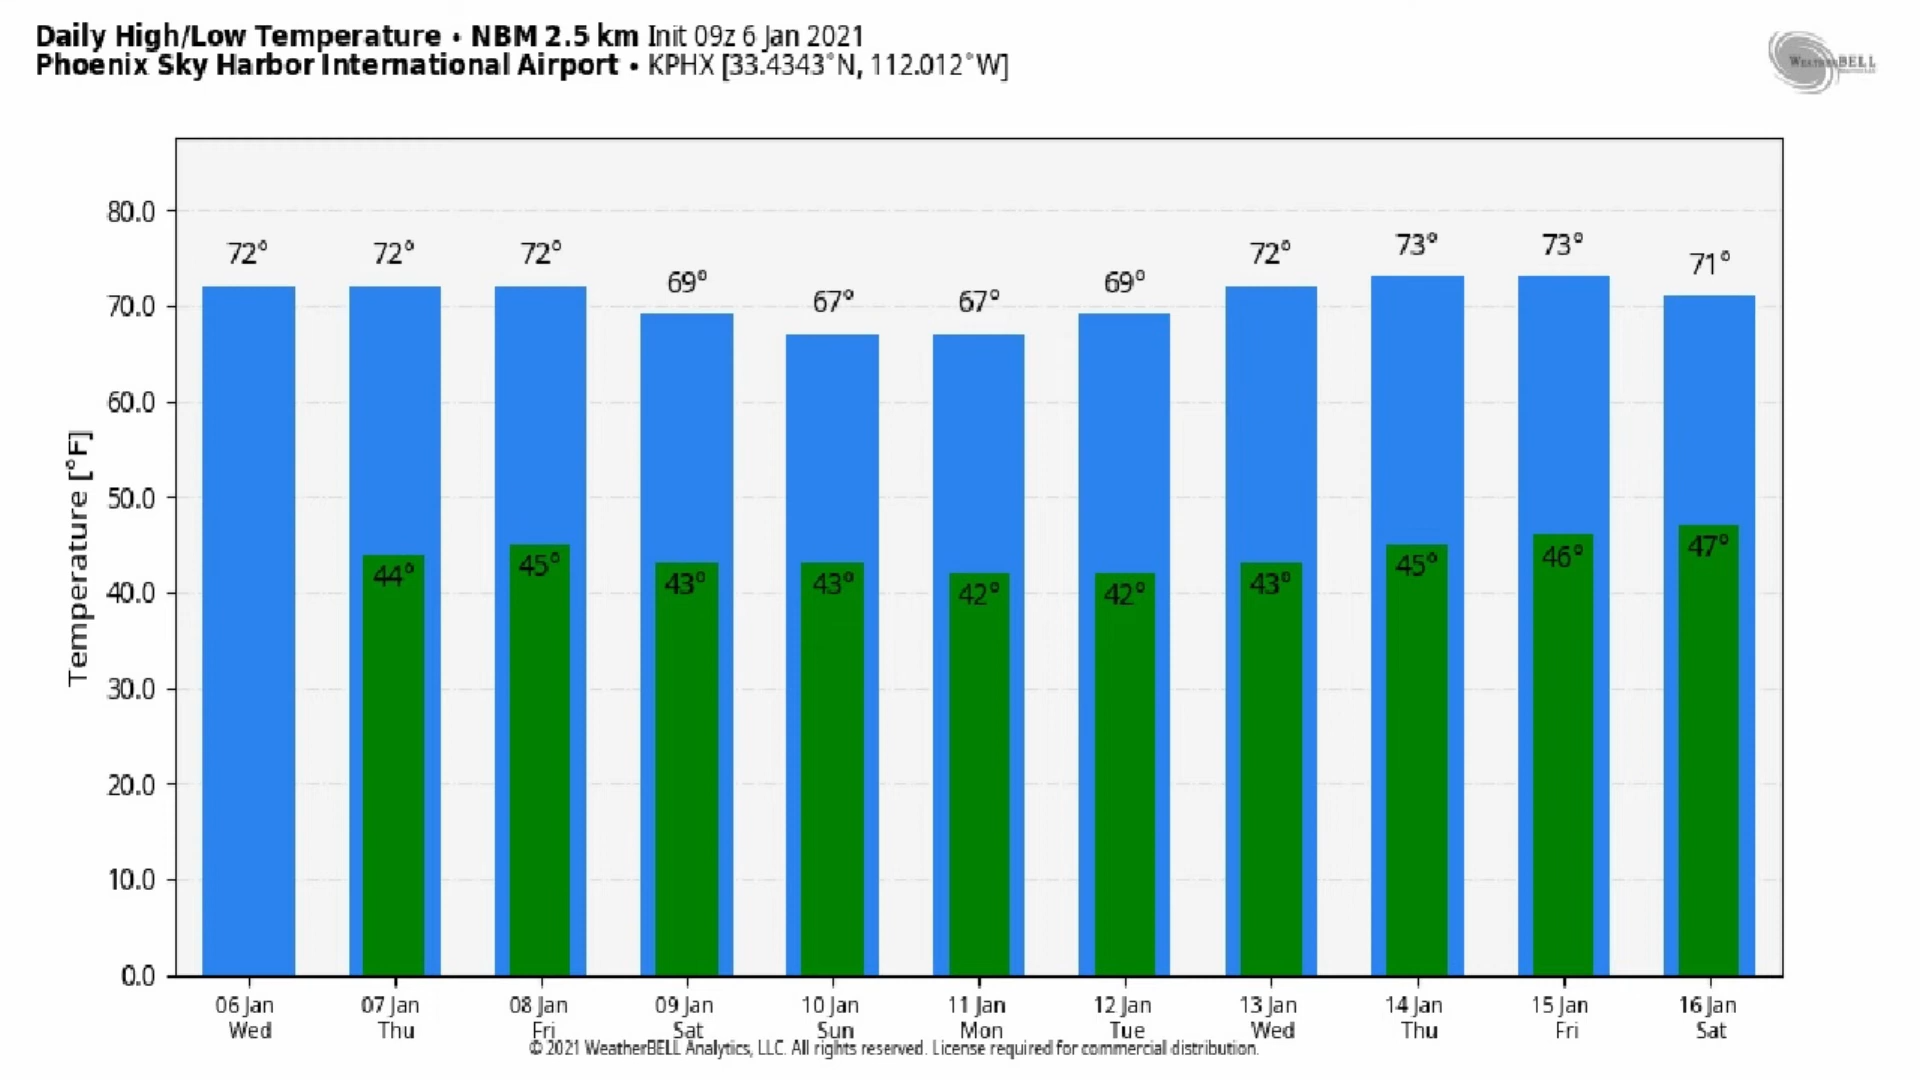 Daily High/Low Temperature • NBM 2.5 km Init 09z 6 Jan 2021
Phoenix Sky Harbor International Airport • KPHX [33.4343°N, 112.012°W]
WeatherBELL
Temperature [°F]
80.0
70.0
60.0
50.0
40.0
30.0
20.0
10.0
0.0
72° 72° 72° 69° 67° 67° 69° 72° 73° 73° 71°
44° 45° 43° 43° 42° 42° 43° 45° 46° 47°
06 Jan 07 Jan 08 Jan 09 Jan 10 Jan 11 Jan 12 Jan 13 Jan 14 Jan 15 Jan 16 Jan
Wed Thu Fri Sat Sun Mon Tue Wed Thu Fri Sat
© 2021 WeatherBELL Analytics, LLC. All rights reserved. License required for commercial distribution.